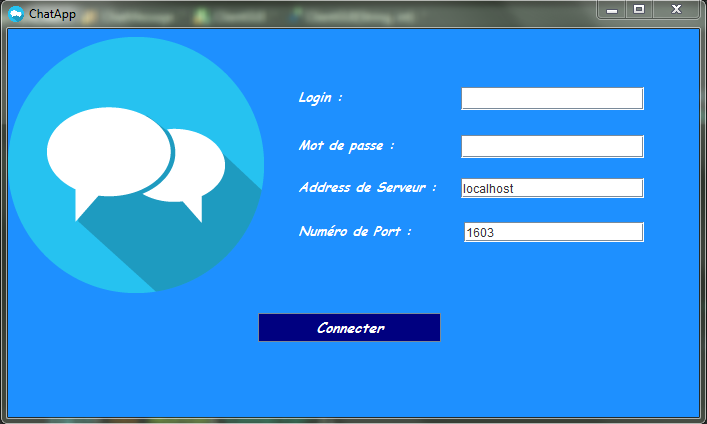 ChatApp
Login :
Mot de passe :
Address de Serveur :
localhost
Numéro de Port :
1603
Connecter